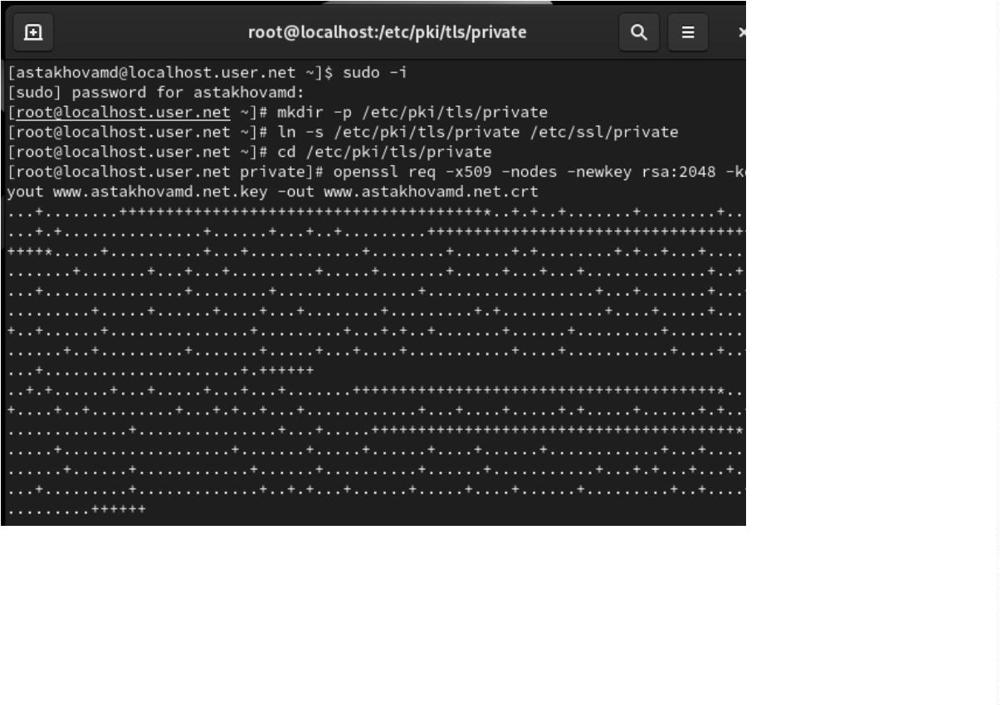 root@localhost:/etc/pki/tls/private
[astakhovamd@localhost.user.net ~]$ sudo -i
[sudo] password for astakhovamd:
[root@localhost.user.net ~]# mkdir -p /etc/pki/tls/private
[root@localhost.user.net ~]# ln -s /etc/pki/tls/private /etc/ssl/private
[root@localhost.user.net ~]# cd /etc/pki/tls/private
[root@localhost.user.net private]# openssl req -x509 -nodes -newkey rsa:2048 -ke
yout www.astakhovamd.net.key -out www.astakhovamd.net.crt